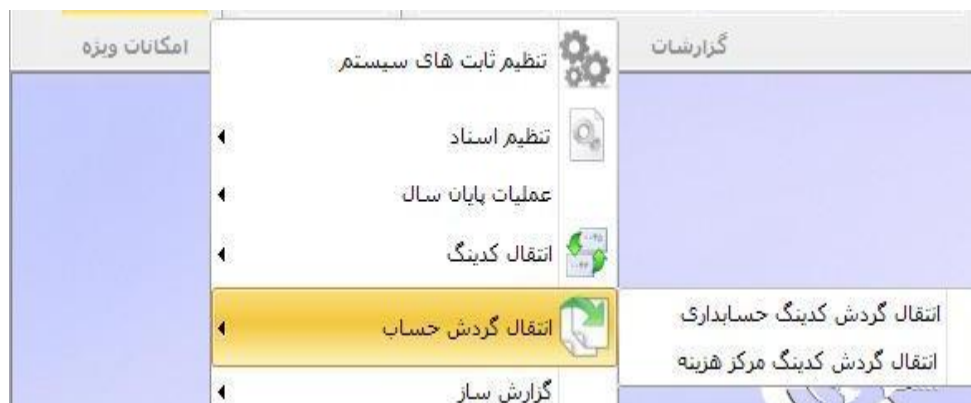 گزارشات
امکانات ویژه
تنظیم ثابت های سیستم
تنظیم اسناد
عملیات پایان سال
انتقال کدینگ
انتقال گردش حساب
انتقال گردش کدینگ حسابداری
انتقال گردش کدینگ مرکز هزینه
گزارش ساز